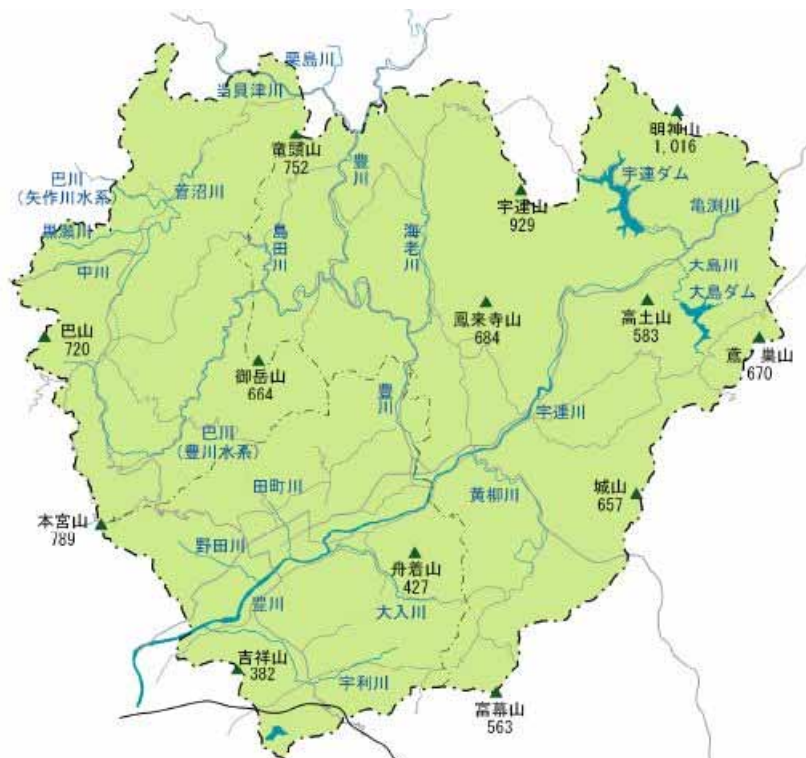 栗島川
当貝津川
明神山
1,016
竜頭山
752
豊川
宇連ダム
巴川
(矢作川水系)
菅沼川
宇連山
929
亀渕川
島田川
海老川
黒瀬川
中川
大島川
大島ダム
巴山
720
鳳来寺山
684
高土山
583
鳶ノ巣山
670
御岳山
664
豊川
宇連川
巴川
(豊川水系)
田町川
黄柳川
城山
657
本宮山
789
野田川
舟着山
427
豊川
大入川
吉祥山
382
宇利川
富幕山
563